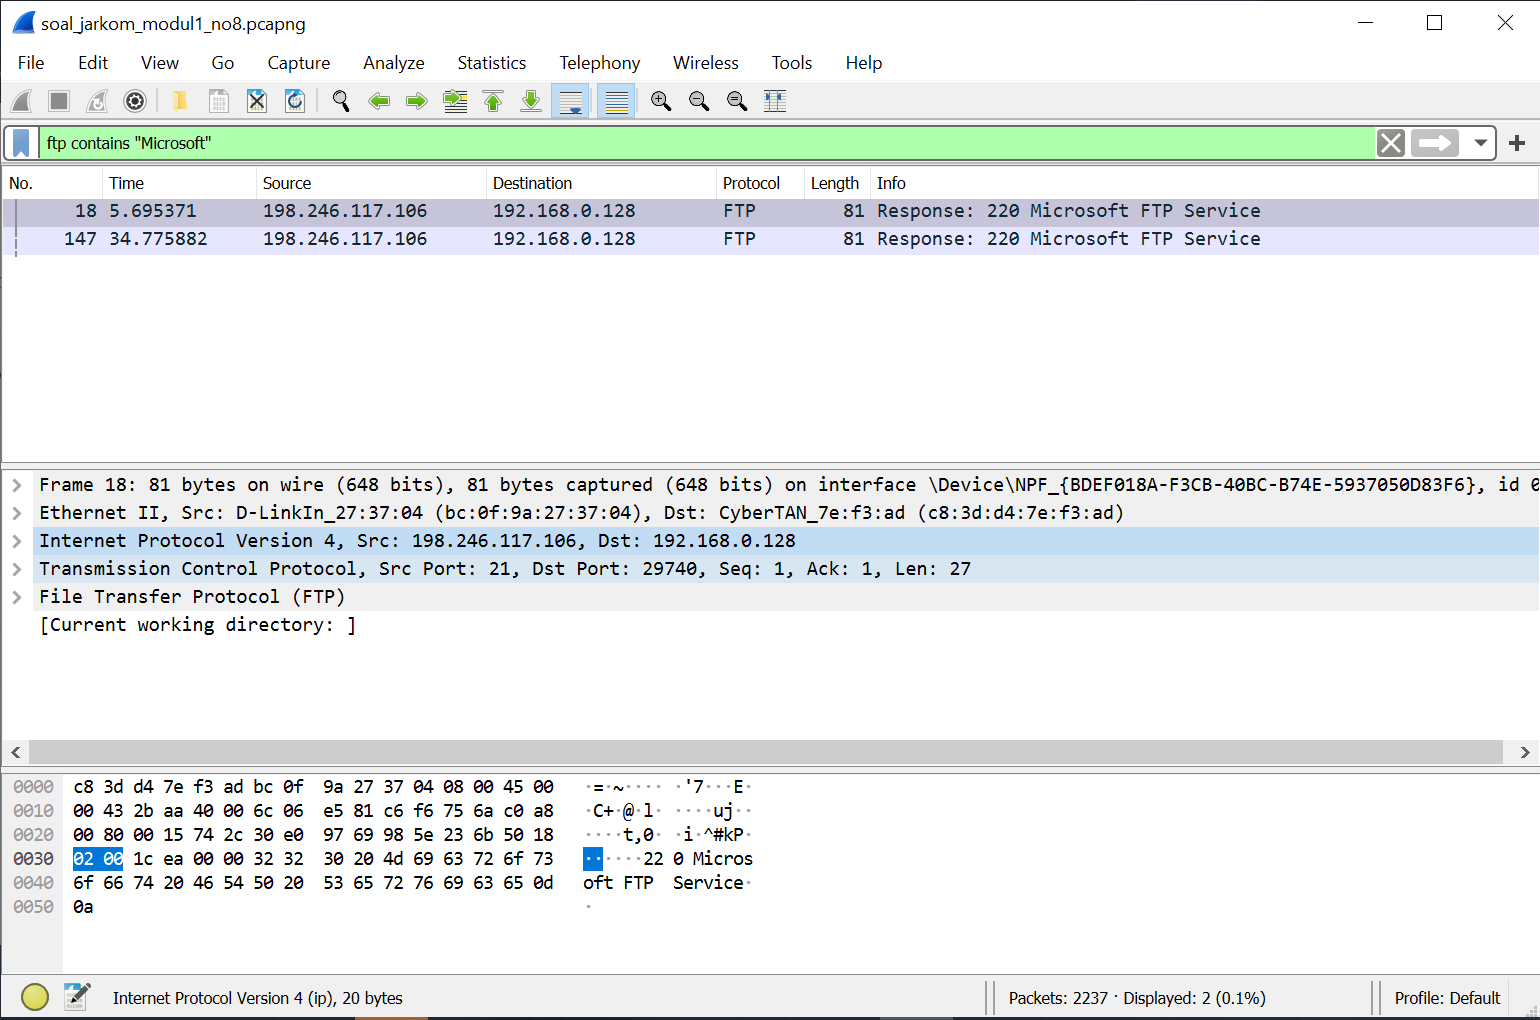 soal_jarkom_modul1_no8.pcapng
File Edit View Go Capture Analyze Statistics Telephony Wireless Tools Help
ftp contains "Microsoft"
No. Time Source Destination Protocol Length Info
18 5.695371 198.246.117.106 192.168.0.128 FTP 81 Response: 220 Microsoft FTP Service
147 34.775882 198.246.117.106 192.168.0.128 FTP 81 Response: 220 Microsoft FTP Service
Frame 18: 81 bytes on wire (648 bits), 81 bytes captured (648 bits) on interface \Device\NPF_{BDEF018A-F3CB-40BC-B74E-5937050D83F6}, id 0
Ethernet II, Src: D-LinkIn_27:37:04 (bc:0f:9a:27:37:04), Dst: CyberTAN_7e:f3:ad (c8:3d:d4:7e:f3:ad)
Internet Protocol Version 4, Src: 198.246.117.106, Dst: 192.168.0.128
Transmission Control Protocol, Src Port: 21, Dst Port: 29740, Seq: 1, Ack: 1, Len: 27
File Transfer Protocol (FTP)
[Current working directory: ]
0000 c8 3d d4 7e f3 ad bc 0f 9a 27 37 04 08 00 45 00 ·=·~···· ·'7···E·
0010 00 43 2b aa 40 00 6c 06 e5 81 c6 f6 75 6a c0 a8 ·C+·@·l· ····uj··
0020 00 80 00 15 74 2c 30 e0 97 69 98 5e 23 6b 50 18 ····t,0· ·i·^#kP·
0030 02 00 1c ea 00 00 32 32 30 20 4d 69 63 72 6f 73 ······22 0 Micros
0040 6f 66 74 20 46 54 50 20 53 65 72 76 69 63 65 0d oft FTP Service·
0050 0a ·
Internet Protocol Version 4 (ip), 20 bytes Packets: 2237 · Displayed: 2 (0.1%) Profile: Default